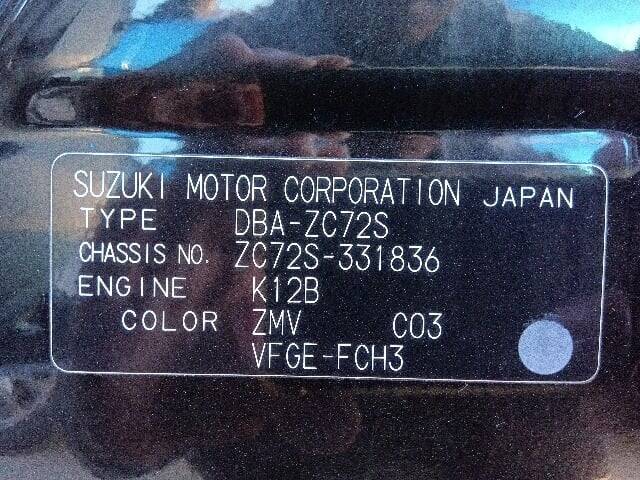 SUZUKI MOTOR CORPORATION JAPAN
TYPE DBA-ZC72S
CHASSIS NO. ZC72S-331836
ENGINE K12B
COLOR ZMV C03
VFGE-FCH3